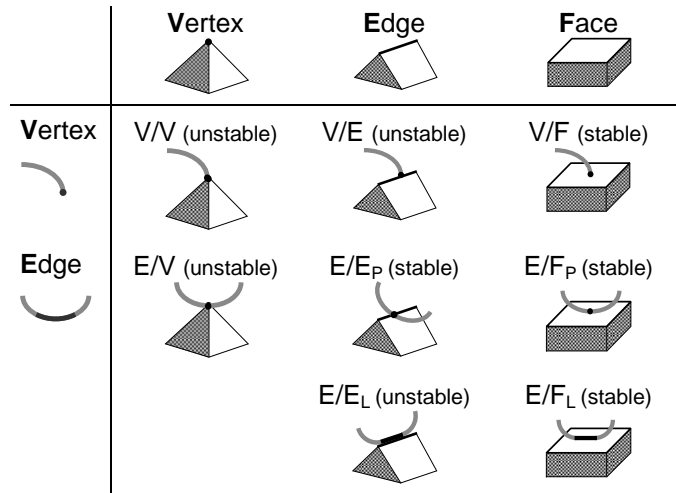 Vertex Edge Face
Vertex V/V (unstable) V/E (unstable) V/F (stable)
Edge E/V (unstable) E/EP (stable) E/FP (stable)
E/EL (unstable) E/FL (stable)